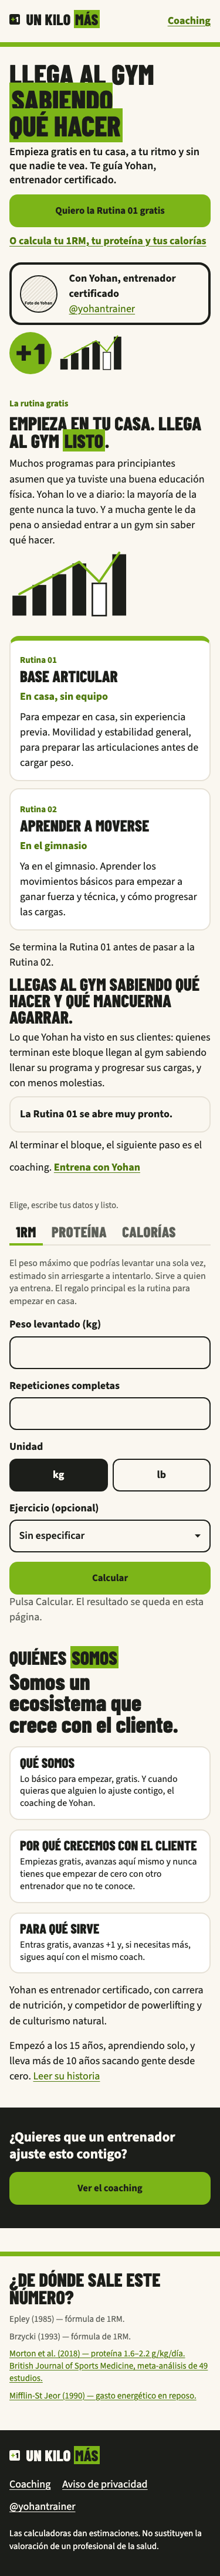 +1 UN KILO MÁS
Coaching
LLEGA AL GYM
SABIENDO
QUÉ HACER
Empieza gratis en tu casa, a tu ritmo y sin
que nadie te vea. Te guía Yohan,
entrenador certificado.
Quiero la Rutina 01 gratis
O calcula tu 1RM, tu proteína y tus calorías
Foto de Yohan
Con Yohan, entrenador
certificado
@yohantrainer
+1
La rutina gratis
EMPIEZA EN TU CASA. LLEGA
AL GYM LISTO.
Muchos programas para principiantes
asumen que ya tuviste una buena educación
física. Yohan lo ve a diario: la mayoría de la
gente nunca la tuvo. Y a mucha gente le da
pena o ansiedad entrar a un gym sin saber
qué hacer.
Rutina 01
BASE ARTICULAR
En casa, sin equipo
Para empezar en casa, sin experiencia
previa. Movilidad y estabilidad general,
para preparar las articulaciones antes de
cargar peso.
Rutina 02
APRENDER A MOVERSE
En el gimnasio
Ya en el gimnasio. Aprender los
movimientos básicos para empezar a
ganar fuerza y técnica, y cómo progresar
las cargas.
Se termina la Rutina 01 antes de pasar a la
Rutina 02.
LLEGAS AL GYM SABIENDO QUÉ
HACER Y QUÉ MANCUERNA
AGARRAR.
Lo que Yohan ha visto en sus clientes: quienes
terminan este bloque llegan al gym sabiendo
llenar su programa y progresar sus cargas, y
con menos molestias.
La Rutina 01 se abre muy pronto.
Al terminar el bloque, el siguiente paso es el
coaching. Entrena con Yohan
Elige, escribe tus datos y listo.
1RM PROTEÍNA CALORÍAS
El peso máximo que podrías levantar una sola vez,
estimado sin arriesgarte a intentarlo. Sirve a quien
ya entrena. El regalo principal es la rutina para
empezar en casa.
Peso levantado (kg)
Repeticiones completas
Unidad
kg lb
Ejercicio (opcional)
Sin especificar
Calcular
Pulsa Calcular. El resultado se queda en esta
página.
QUIÉNES SOMOS
Somos un
ecosistema que
crece con el cliente.
QUÉ SOMOS
Lo básico para empezar, gratis. Y cuando
quieras que alguien lo ajuste contigo, el
coaching de Yohan.
POR QUÉ CRECEMOS CON EL CLIENTE
Empiezas gratis, avanzas aquí mismo y nunca
tienes que empezar de cero con otro
entrenador que no te conoce.
PARA QUÉ SIRVE
Entras gratis, avanzas +1 y, si necesitas más,
sigues aquí con el mismo coach.
Yohan es entrenador certificado, con carrera
de nutrición, y competidor de powerlifting y
de culturismo natural.
Empezó a los 15 años, aprendiendo solo, y
lleva más de 10 años sacando gente desde
cero. Leer su historia
¿Quieres que un entrenador
ajuste esto contigo?
Ver el coaching
¿DE DÓNDE SALE ESTE
NÚMERO?
Epley (1985) — fórmula de 1RM.
Brzycki (1993) — fórmula de 1RM.
Morton et al. (2018) — proteína 1.6–2.2 g/kg/día.
British Journal of Sports Medicine, meta-análisis de 49
estudios.
Mifflin-St Jeor (1990) — gasto energético en reposo.
+1 UN KILO MÁS
Coaching Aviso de privacidad
@yohantrainer
Las calculadoras dan estimaciones. No sustituyen la
valoración de un profesional de la salud.